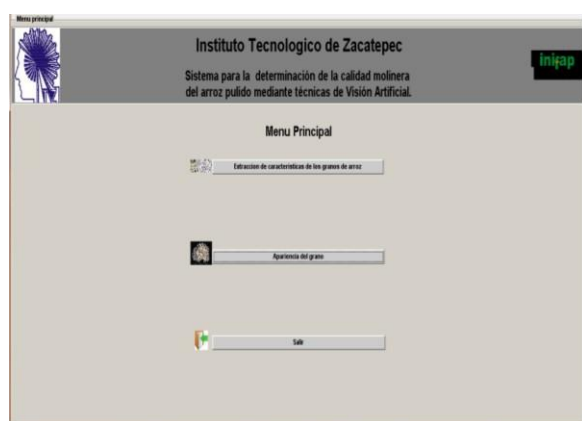 Menu principal
Instituto Tecnologico de Zacatepec
inifap
Sistema para la determinación de la calidad molinera
del arroz pulido mediante técnicas de Visión Artificial.
Menu Principal
Extraccion de caracteristicas de los granos de arroz
Apariencia del grano
Salir